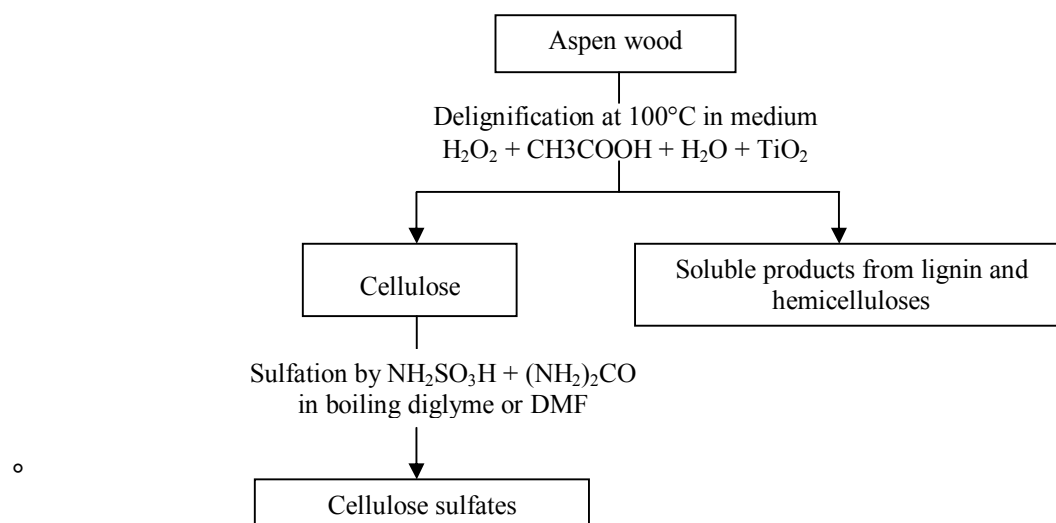 Aspen wood
Delignification at 100°C in medium
H₂O₂ + CH3COOH + H₂O + TiO₂
Cellulose
Soluble products from lignin and
hemicelluloses
Sulfation by NH₂SO₃H + (NH₂)₂CO
in boiling diglyme or DMF
°
Cellulose sulfates